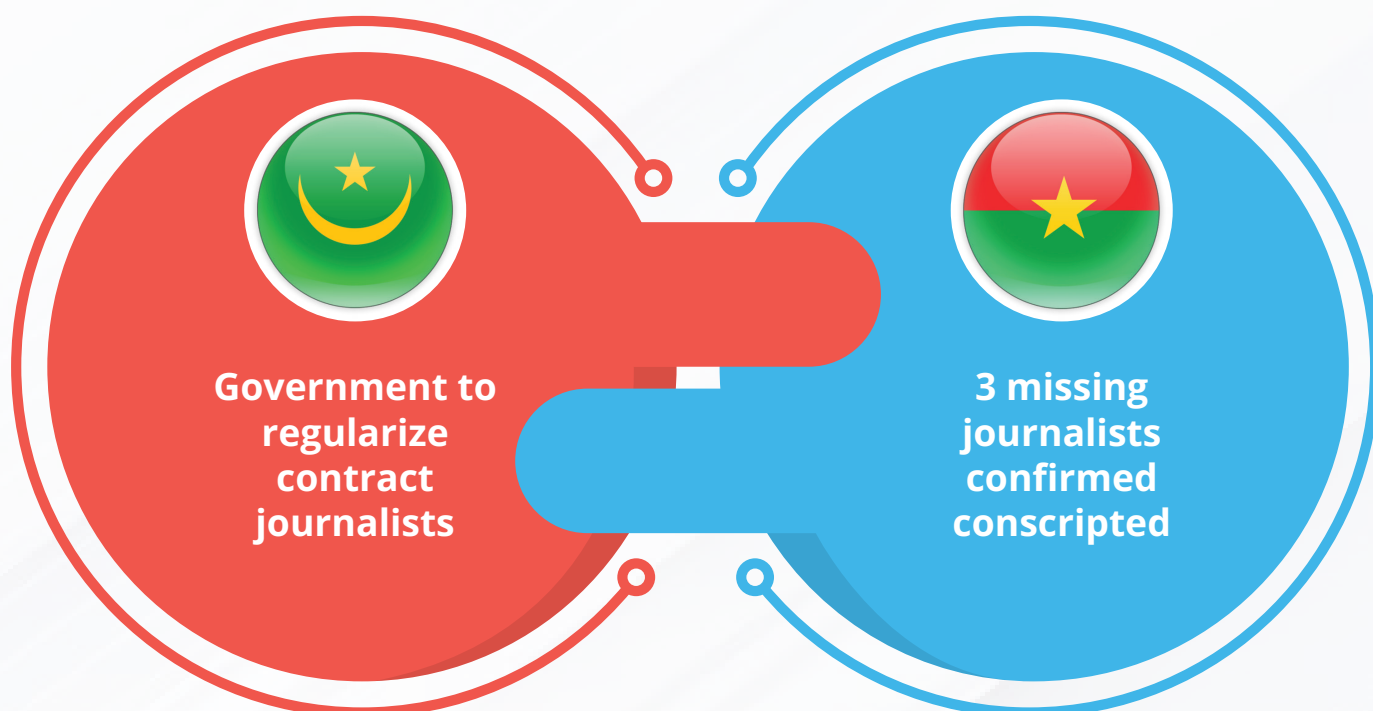 Government to
regularize
contract
journalists
3 missing
journalists
confirmed
conscripted